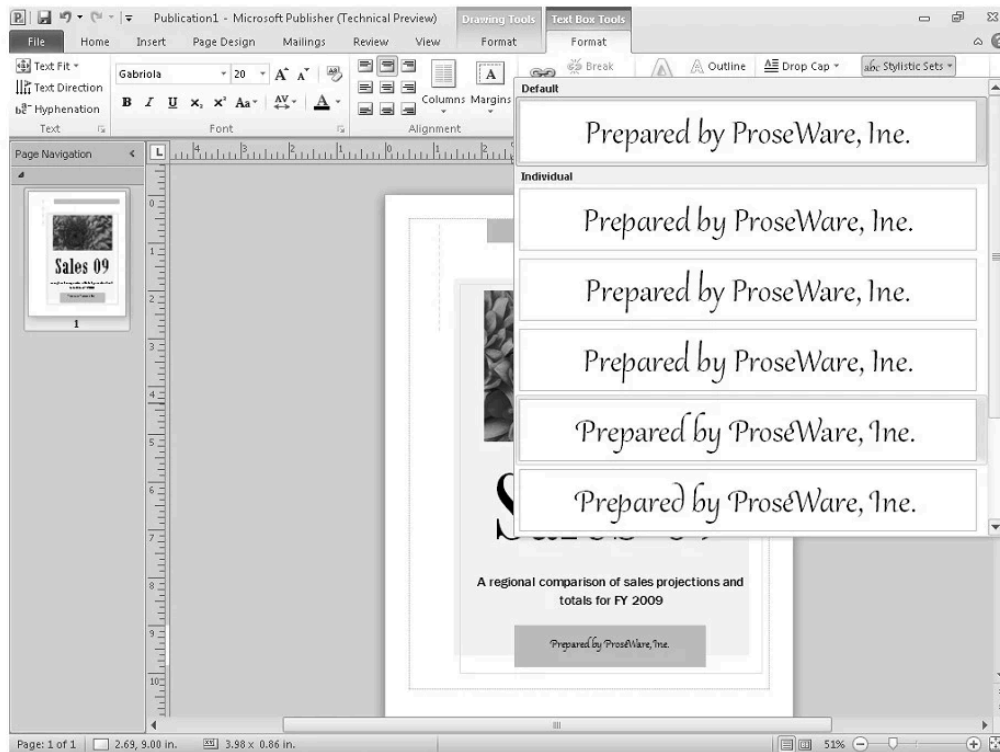 Publication1 - Microsoft Publisher (Technical Preview)
Drawing Tools
Text Box Tools
File
Home
Insert
Page Design
Mailings
Review
View
Format
Format
Text Fit
Text Direction
Hyphenation
Text
Gabriola
20
B I U x₂ x² Aa AV A
Font
Alignment
Columns
Margins
Break
Outline
Drop Cap
abc Stylistic Sets
Default
Prepared by ProseWare, Inc.
Individual
Prepared by ProseWare, Inc.
Prepared by ProseWare, Inc.
Prepared by ProseWare, Inc.
Prepared by ProseWare, Inc.
Prepared by ProseWare, Inc.
Page Navigation
Sales 09
1
A regional comparison of sales projections and
totals for FY 2009
Prepared by ProseWare, Inc.
Page: 1 of 1
2.69, 9.00 in.
3.98 x 0.86 in.
51%